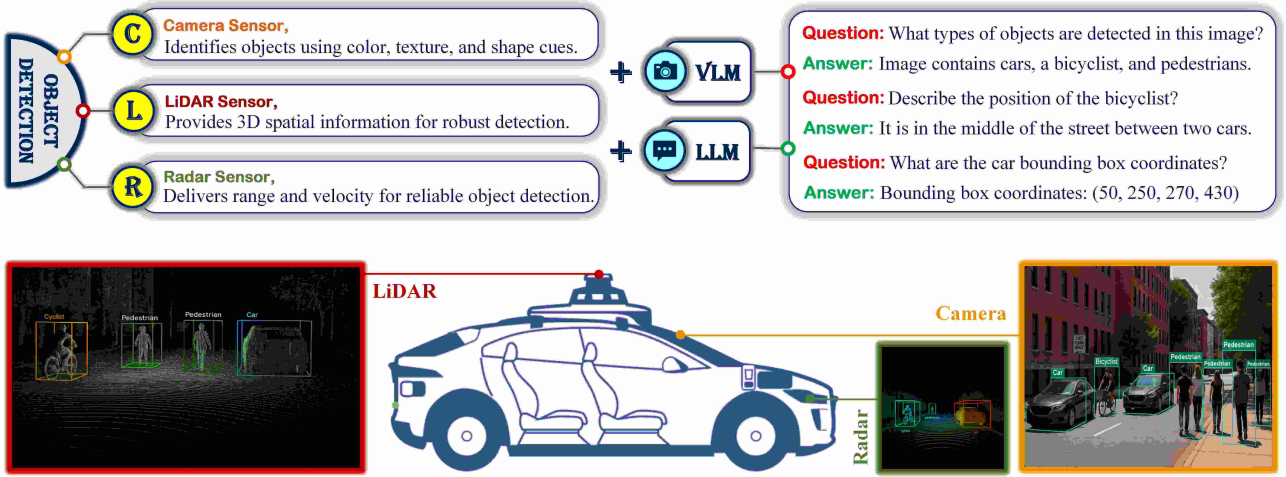 OBJECT
DETECTION
C
Camera Sensor,
Identifies objects using color, texture, and shape cues.
L
LiDAR Sensor,
Provides 3D spatial information for robust detection.
R
Radar Sensor,
Delivers range and velocity for reliable object detection.
+ VLM
+ LLM
Question: What types of objects are detected in this image?
Answer: Image contains cars, a bicyclist, and pedestrians.
Question: Describe the position of the bicyclist?
Answer: It is in the middle of the street between two cars.
Question: What are the car bounding box coordinates?
Answer: Bounding box coordinates: (50, 250, 270, 430)
Cyclist
Pedestrian
Pedestrian
Car
LiDAR
Camera
Radar
Car
Bicyclist
Car
Pedestrian
Pedestrian
Pedestrian
Pedestrian